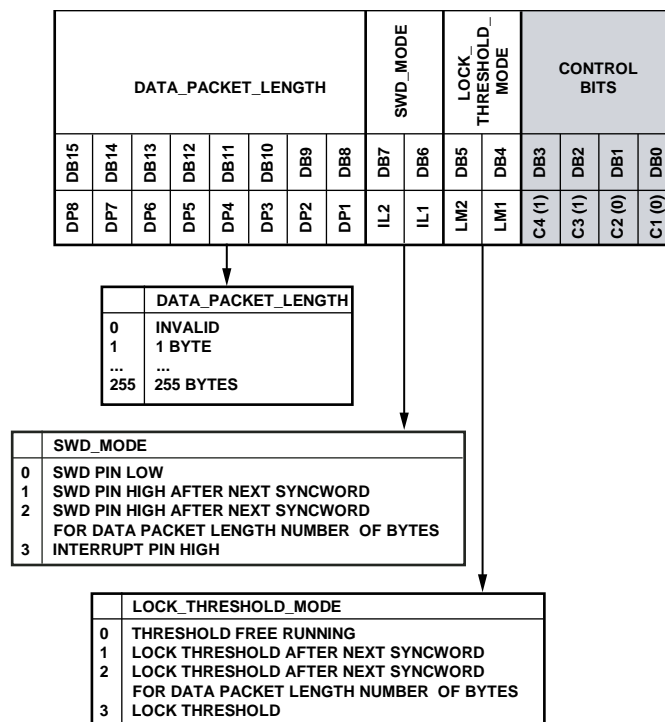 DATA_PACKET_LENGTH
SWD_MODE
LOCK_
THRESHOLD_
MODE
CONTROL
BITS
DB15 DB14 DB13 DB12 DB11 DB10 DB9 DB8 DB7 DB6 DB5 DB4 DB3 DB2 DB1 DB0
DP8 DP7 DP6 DP5 DP4 DP3 DP2 DP1 IL2 IL1 LM2 LM1 C4 (1) C3 (1) C2 (0) C1 (0)
DATA_PACKET_LENGTH
0 INVALID
1 1 BYTE
... ...
255 255 BYTES
SWD_MODE
0 SWD PIN LOW
1 SWD PIN HIGH AFTER NEXT SYNCWORD
2 SWD PIN HIGH AFTER NEXT SYNCWORD
FOR DATA PACKET LENGTH NUMBER OF BYTES
3 INTERRUPT PIN HIGH
LOCK_THRESHOLD_MODE
0 THRESHOLD FREE RUNNING
1 LOCK THRESHOLD AFTER NEXT SYNCWORD
2 LOCK THRESHOLD AFTER NEXT SYNCWORD
FOR DATA PACKET LENGTH NUMBER OF BYTES
3 LOCK THRESHOLD